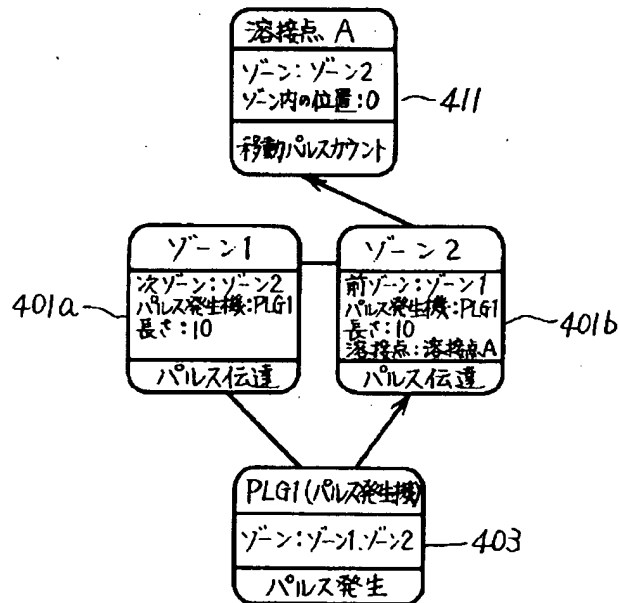 溶接点 A
ゾーン：ゾーン2
ゾーン内の位置：0
移動パルスカウント
411
ゾーン1
次ゾーン：ゾーン2
パルス発生機：PLG1
長さ：10
パルス伝達
401a
ゾーン2
前ゾーン：ゾーン1
パルス発生機：PLG1
長さ：10
溶接点：溶接点A
パルス伝達
401b
PLG1(パルス発生機)
ゾーン：ゾーン1.ゾーン2
パルス発生
403